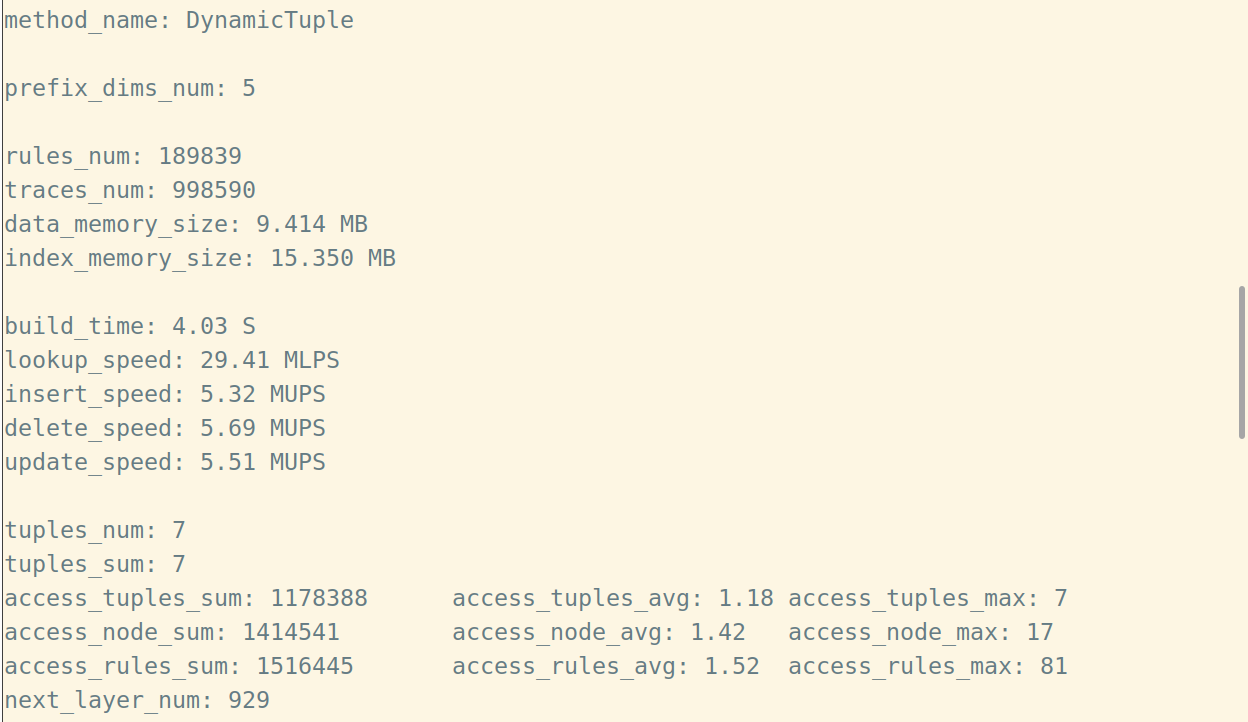 method_name: DynamicTuple
prefix_dims_num: 5
rules_num: 189839
traces_num: 998590
data_memory_size: 9.414 MB
index_memory_size: 15.350 MB
build_time: 4.03 S
lookup_speed: 29.41 MLPS
insert_speed: 5.32 MUPS
delete_speed: 5.69 MUPS
update_speed: 5.51 MUPS
tuples_num: 7
tuples_sum: 7
access_tuples_sum: 1178388 access_tuples_avg: 1.18 access_tuples_max: 7
access_node_sum: 1414541 access_node_avg: 1.42 access_node_max: 17
access_rules_sum: 1516445 access_rules_avg: 1.52 access_rules_max: 81
next_layer_num: 929